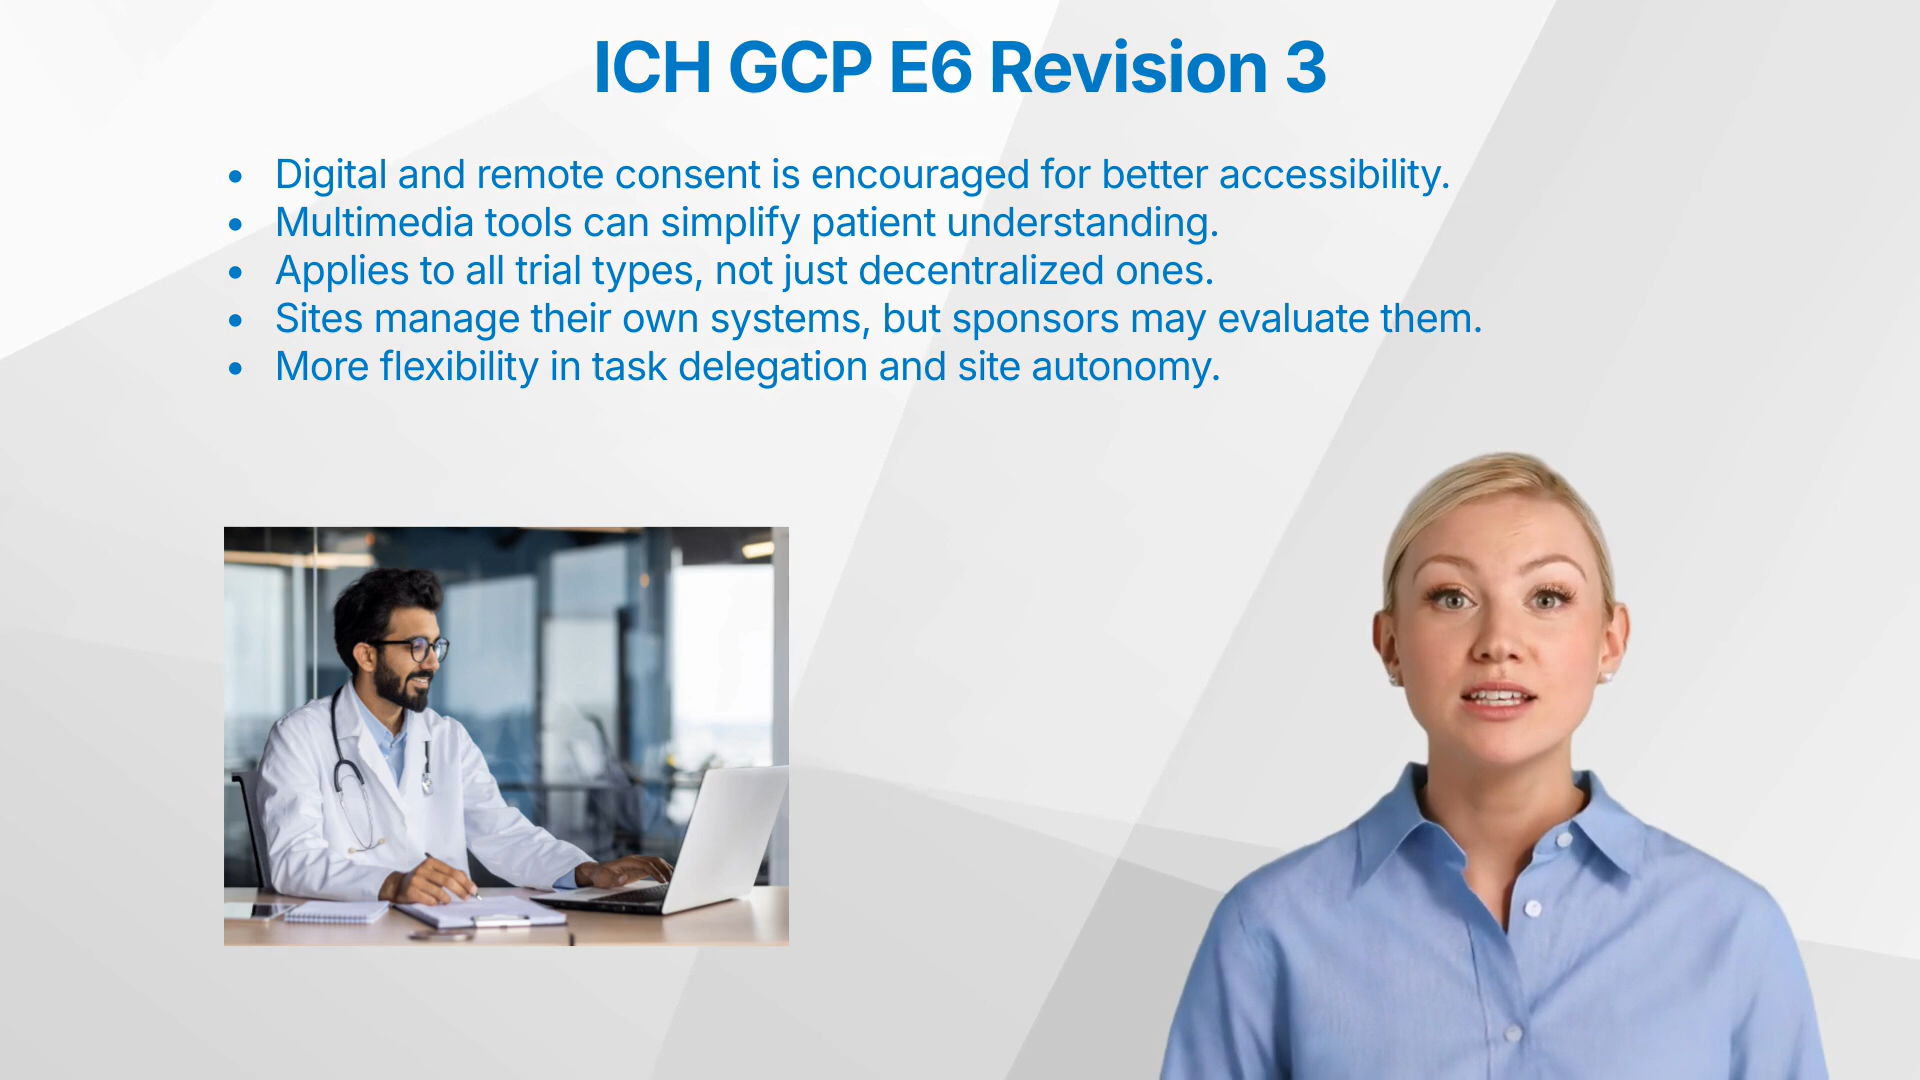 ICH GCP E6 Revision 3
• Digital and remote consent is encouraged for better accessibility.
• Multimedia tools can simplify patient understanding.
• Applies to all trial types, not just decentralized ones.
• Sites manage their own systems, but sponsors may evaluate them.
• More flexibility in task delegation and site autonomy.